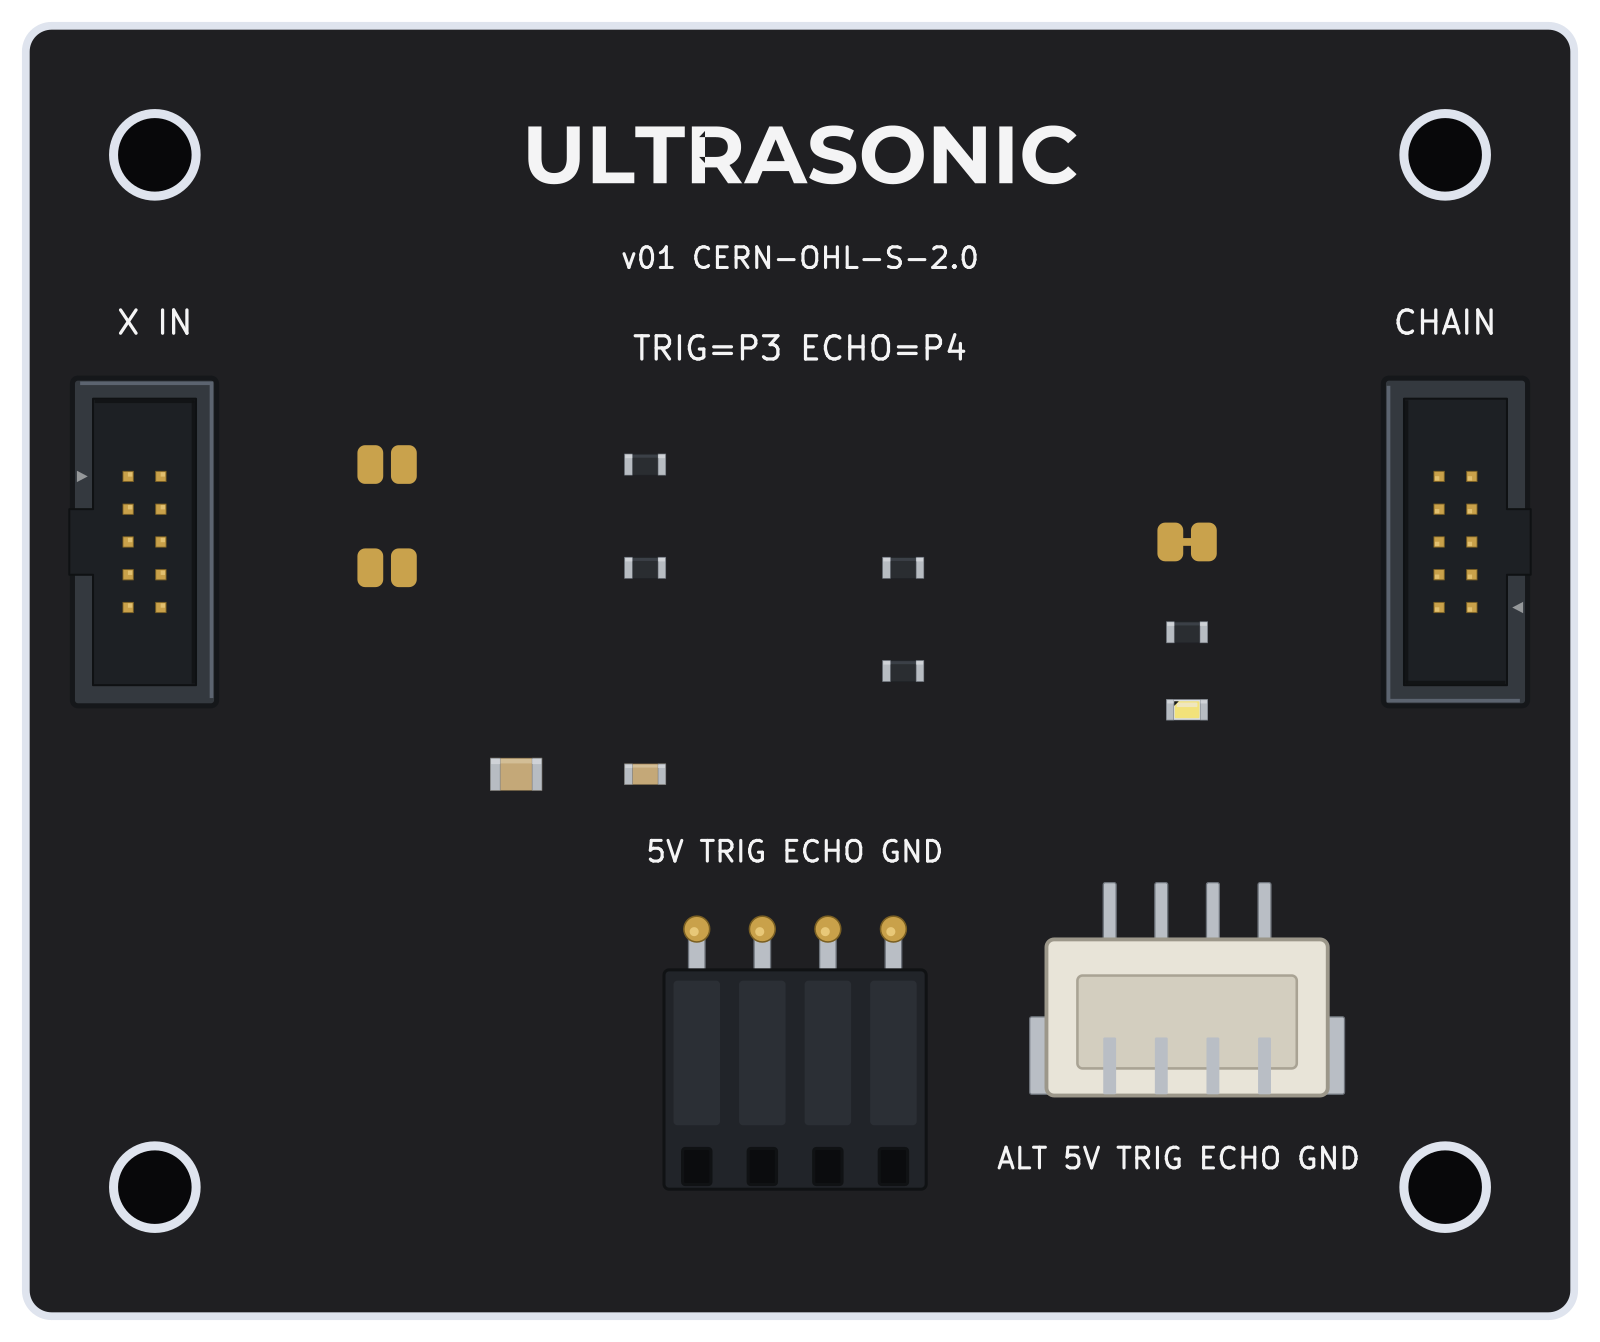 ULTRASONIC
v01 CERN-OHL-S-2.0
X IN
CHAIN
TRIG=P3 ECHO=P4
5V TRIG ECHO GND
ALT 5V TRIG ECHO GND